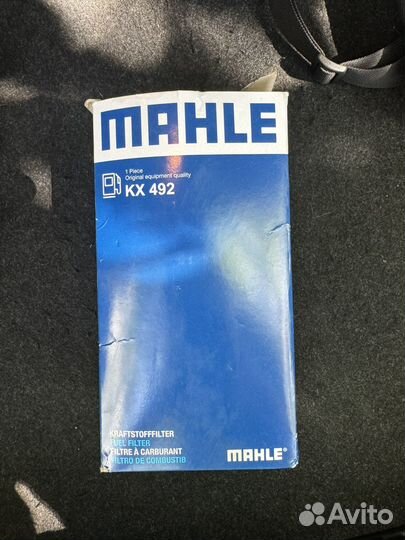 MAHLE
1 Piece
Original equipment quality
KX 492
KRAFTSTOFFFILTER
FUEL FILTER
FILTRE À CARBURANT
FILTRO DE COMBUSTIB
MAHLE®
Avito